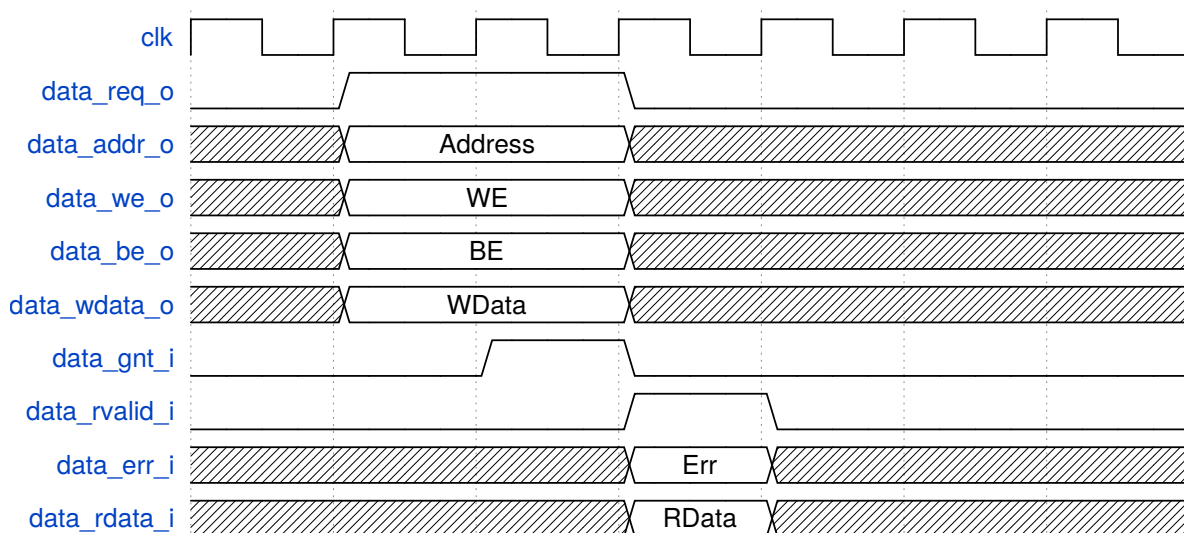 clk
data_req_o
data_addr_o Address
data_we_o WE
data_be_o BE
data_wdata_o WData
data_gnt_i
data_rvalid_i
data_err_i Err
data_rdata_i RData